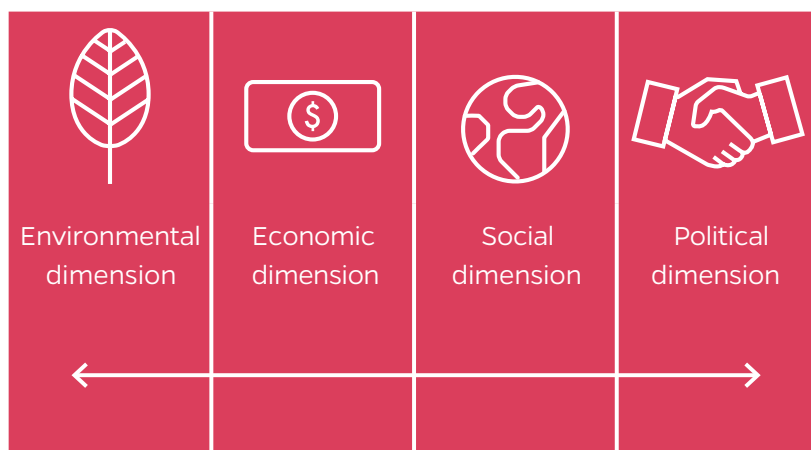 $
Environmental
dimension
Economic
dimension
Social
dimension
Political
dimension